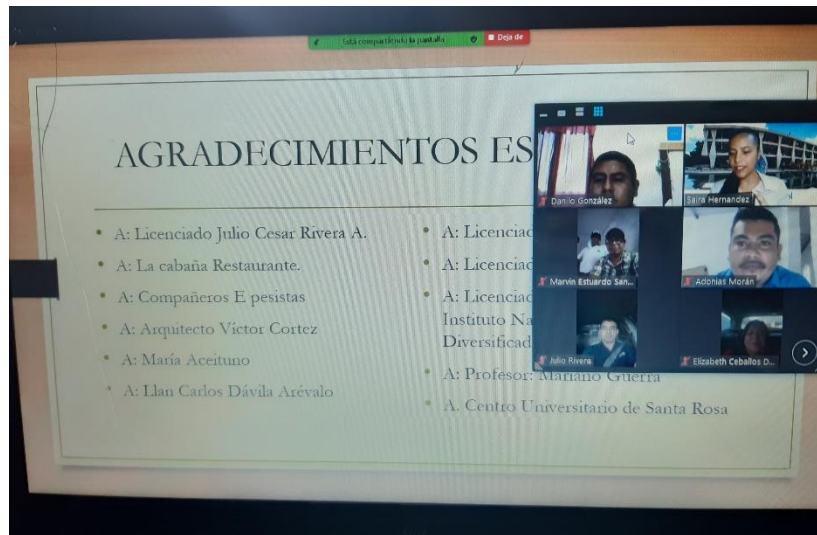 Está compartiendo la pantalla
Deja de
AGRADECIMIENTOS ES
• A: Licenciado Julio Cesar Rivera A.
• A: La cabaña Restaurante.
• A: Compañeros E pesistas
• A: Arquitecto Víctor Cortez
• A: María Aceituno
• A: Llan Carlos Dávila Arévalo
• A: Licenciad
• A: Licenciad
• A: Licenciad
Instituto Na
Diversificad
• A: Profesor: Mariano Guerra
• A. Centro Universitario de Santa Rosa
Danilo González
Saira Hernandez
Marvin Estuardo San...
Adonias Morán
Julio Rivera
Elizabeth Ceballos D...